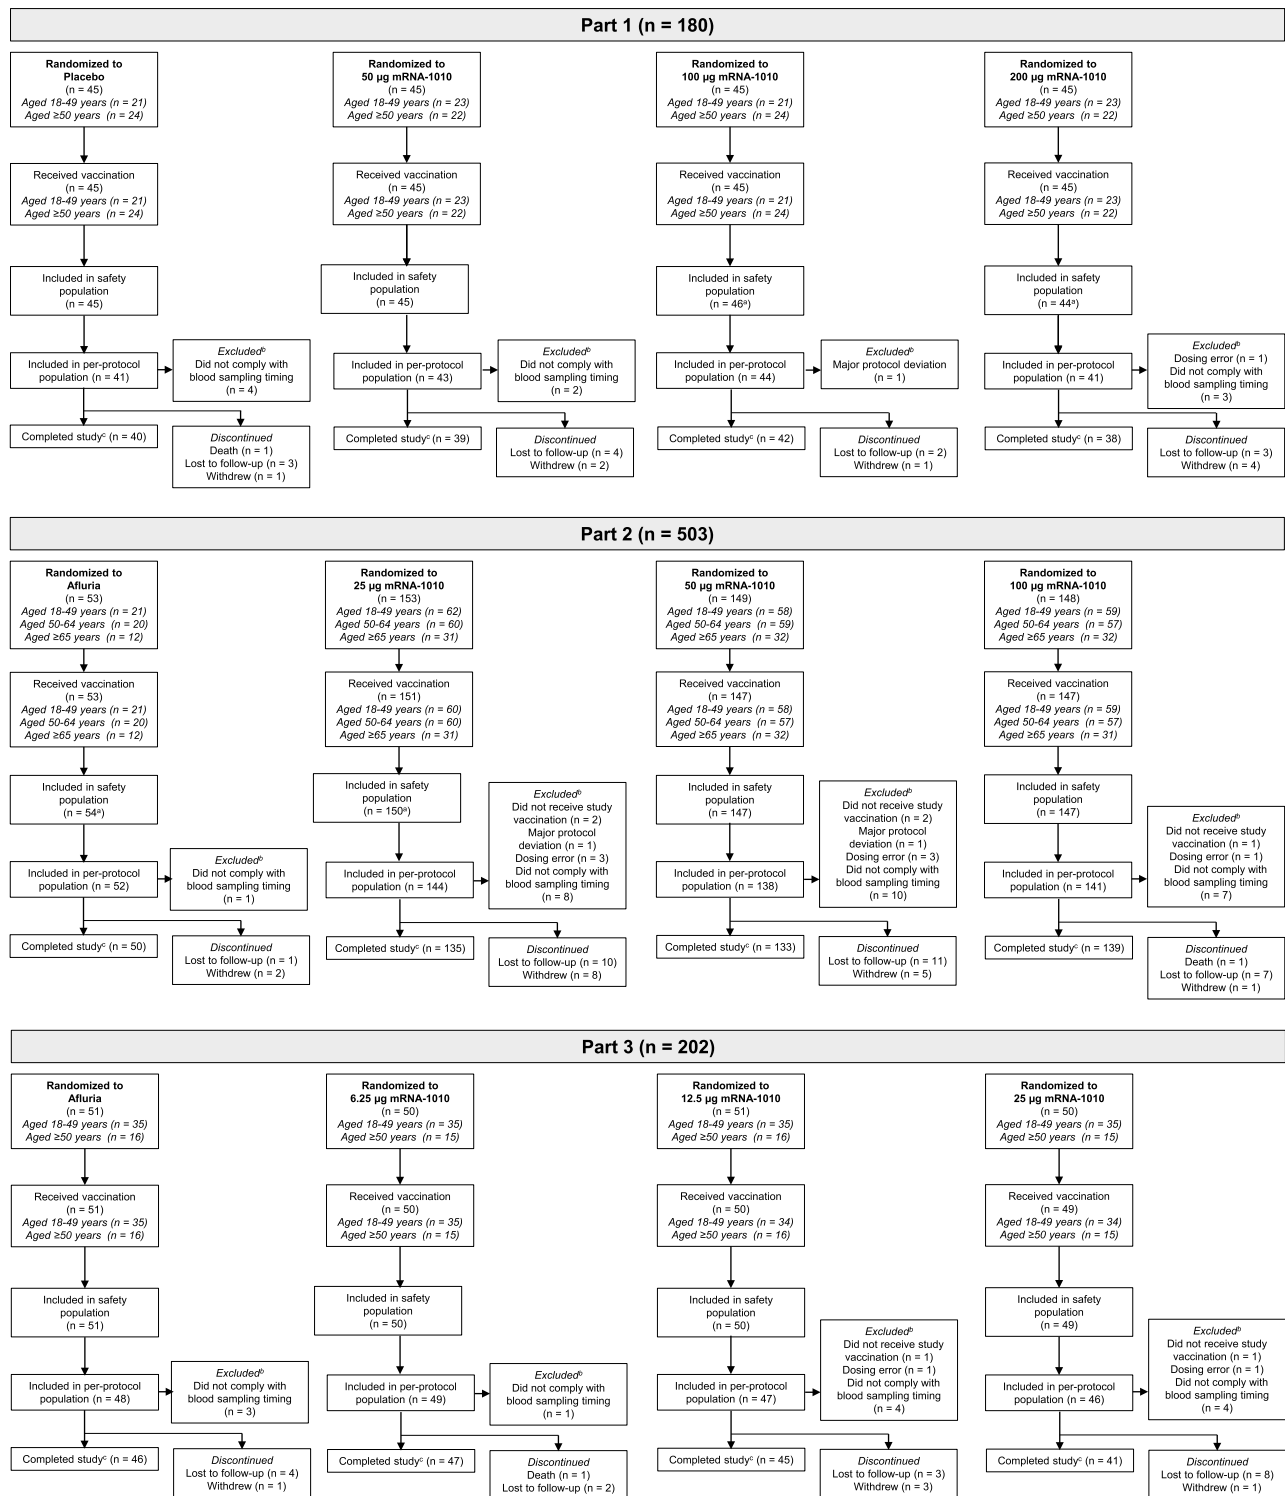 Part 1 (n = 180)
Randomized to
Placebo
(n = 45)
Aged 18-49 years (n = 21)
Aged ≥50 years (n = 24)
Received vaccination
(n = 45)
Aged 18-49 years (n = 21)
Aged ≥50 years (n = 24)
Included in safety
population
(n = 45)
Included in per-protocol
population (n = 41)
Excludedᵇ
Did not comply with
blood sampling timing
(n = 4)
Completed studyᶜ (n = 40)
Discontinued
Death (n = 1)
Lost to follow-up (n = 3)
Withdrew (n = 1)
Randomized to
50 µg mRNA-1010
(n = 45)
Aged 18-49 years (n = 23)
Aged ≥50 years (n = 22)
Received vaccination
(n = 45)
Aged 18-49 years (n = 23)
Aged ≥50 years (n = 22)
Included in safety
population
(n = 45)
Included in per-protocol
population (n = 43)
Excludedᵇ
Did not comply with
blood sampling timing
(n = 2)
Completed studyᶜ (n = 39)
Discontinued
Lost to follow-up (n = 4)
Withdrew (n = 2)
Randomized to
100 µg mRNA-1010
(n = 45)
Aged 18-49 years (n = 21)
Aged ≥50 years (n = 24)
Received vaccination
(n = 45)
Aged 18-49 years (n = 21)
Aged ≥50 years (n = 24)
Included in safety
population
(n = 46ᵃ)
Included in per-protocol
population (n = 44)
Excludedᵇ
Major protocol deviation
(n = 1)
Completed studyᶜ (n = 42)
Discontinued
Lost to follow-up (n = 2)
Withdrew (n = 1)
Randomized to
200 µg mRNA-1010
(n = 45)
Aged 18-49 years (n = 23)
Aged ≥50 years (n = 22)
Received vaccination
(n = 45)
Aged 18-49 years (n = 23)
Aged ≥50 years (n = 22)
Included in safety
population
(n = 44ᵃ)
Included in per-protocol
population (n = 41)
Excludedᵇ
Dosing error (n = 1)
Did not comply with
blood sampling timing
(n = 3)
Completed studyᶜ (n = 38)
Discontinued
Lost to follow-up (n = 3)
Withdrew (n = 4)
Part 2 (n = 503)
Randomized to
Afluria
(n = 53)
Aged 18-49 years (n = 21)
Aged 50-64 years (n = 20)
Aged ≥65 years (n = 12)
Received vaccination
(n = 53)
Aged 18-49 years (n = 21)
Aged 50-64 years (n = 20)
Aged ≥65 years (n = 12)
Included in safety
population
(n = 54ᵃ)
Included in per-protocol
population (n = 52)
Excludedᵇ
Did not comply with
blood sampling timing
(n = 1)
Completed studyᶜ (n = 50)
Discontinued
Lost to follow-up (n = 1)
Withdrew (n = 2)
Randomized to
25 µg mRNA-1010
(n = 153)
Aged 18-49 years (n = 62)
Aged 50-64 years (n = 60)
Aged ≥65 years (n = 31)
Received vaccination
(n = 151)
Aged 18-49 years (n = 60)
Aged 50-64 years (n = 60)
Aged ≥65 years (n = 31)
Included in safety
population
(n = 150ᵃ)
Included in per-protocol
population (n = 144)
Excludedᵇ
Did not receive study
vaccination (n = 2)
Major protocol
deviation (n = 1)
Dosing error (n = 3)
Did not comply with
blood sampling timing
(n = 8)
Completed studyᶜ (n = 135)
Discontinued
Lost to follow-up (n = 10)
Withdrew (n = 8)
Randomized to
50 µg mRNA-1010
(n = 149)
Aged 18-49 years (n = 58)
Aged 50-64 years (n = 59)
Aged ≥65 years (n = 32)
Received vaccination
(n = 147)
Aged 18-49 years (n = 58)
Aged 50-64 years (n = 57)
Aged ≥65 years (n = 32)
Included in safety
population
(n = 147)
Included in per-protocol
population (n = 138)
Excludedᵇ
Did not receive study
vaccination (n = 2)
Major protocol
deviation (n = 1)
Dosing error (n = 3)
Did not comply with
blood sampling timing
(n = 10)
Completed studyᶜ (n = 133)
Discontinued
Lost to follow-up (n = 11)
Withdrew (n = 5)
Randomized to
100 µg mRNA-1010
(n = 148)
Aged 18-49 years (n = 59)
Aged 50-64 years (n = 57)
Aged ≥65 years (n = 32)
Received vaccination
(n = 147)
Aged 18-49 years (n = 59)
Aged 50-64 years (n = 57)
Aged ≥65 years (n = 31)
Included in safety
population
(n = 147)
Included in per-protocol
population (n = 141)
Excludedᵇ
Did not receive study
vaccination (n = 1)
Dosing error (n = 1)
Did not comply with
blood sampling timing
(n = 7)
Completed studyᶜ (n = 139)
Discontinued
Death (n = 1)
Lost to follow-up (n = 7)
Withdrew (n = 1)
Part 3 (n = 202)
Randomized to
Afluria
(n = 51)
Aged 18-49 years (n = 35)
Aged ≥50 years (n = 16)
Received vaccination
(n = 51)
Aged 18-49 years (n = 35)
Aged ≥50 years (n = 16)
Included in safety
population
(n = 51)
Included in per-protocol
population (n = 48)
Excludedᵇ
Did not comply with
blood sampling timing
(n = 3)
Completed studyᶜ (n = 46)
Discontinued
Lost to follow-up (n = 4)
Withdrew (n = 1)
Randomized to
6.25 µg mRNA-1010
(n = 50)
Aged 18-49 years (n = 35)
Aged ≥50 years (n = 15)
Received vaccination
(n = 50)
Aged 18-49 years (n = 35)
Aged ≥50 years (n = 15)
Included in safety
population
(n = 50)
Included in per-protocol
population (n = 49)
Excludedᵇ
Did not comply with
blood sampling timing
(n = 1)
Completed studyᶜ (n = 47)
Discontinued
Death (n = 1)
Lost to follow-up (n = 2)
Randomized to
12.5 µg mRNA-1010
(n = 51)
Aged 18-49 years (n = 35)
Aged ≥50 years (n = 16)
Received vaccination
(n = 50)
Aged 18-49 years (n = 34)
Aged ≥50 years (n = 16)
Included in safety
population
(n = 50)
Included in per-protocol
population (n = 47)
Excludedᵇ
Did not receive study
vaccination (n = 1)
Dosing error (n = 1)
Did not comply with
blood sampling timing
(n = 4)
Completed studyᶜ (n = 45)
Discontinued
Lost to follow-up (n = 3)
Withdrew (n = 3)
Randomized to
25 µg mRNA-1010
(n = 50)
Aged 18-49 years (n = 35)
Aged ≥50 years (n = 15)
Received vaccination
(n = 49)
Aged 18-49 years (n = 34)
Aged ≥50 years (n = 15)
Included in safety
population
(n = 49)
Included in per-protocol
population (n = 46)
Excludedᵇ
Did not receive study
vaccination (n = 1)
Dosing error (n = 1)
Did not comply with
blood sampling timing
(n = 4)
Completed studyᶜ (n = 41)
Discontinued
Lost to follow-up (n = 8)
Withdrew (n = 1)